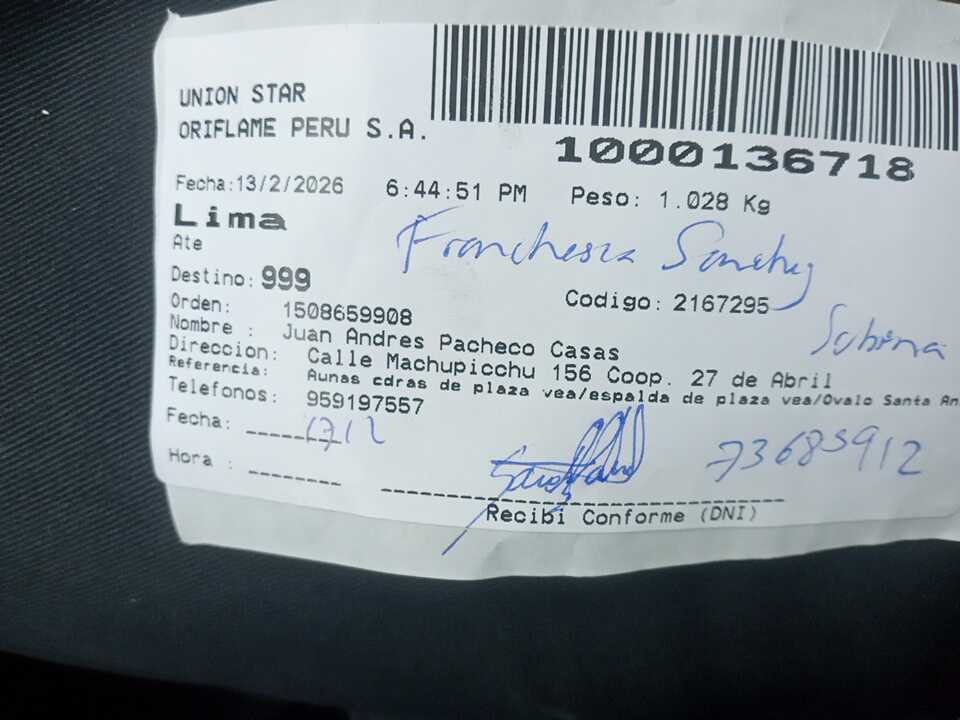 UNION STAR
ORIFLAME PERU S.A.
1000136718
Fecha:13/2/2026 6:44:51 PM Peso: 1.028 Kg
Lima
Ate
Franchesca Sanchez
Destino: 999
Codigo: 2167295
Sobrina
Orden: 1508659908
Nombre : Juan Andres Pacheco Casas
Direccion: Calle Machupicchu 156 Coop. 27 de Abril
Referencia: Aunas cdras de plaza vea/espalda de plaza vea/Ovalo Santa An
Telefonos: 959197557
Fecha: 17/2
73685912
Hora :
Recibi Conforme (DNI)